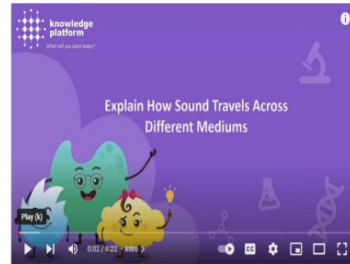 knowledge
platform
What will you learn today?
Explain How Sound Travels Across
Different Mediums
Play (k)
0:02 / 6:22 • Intro >
CC